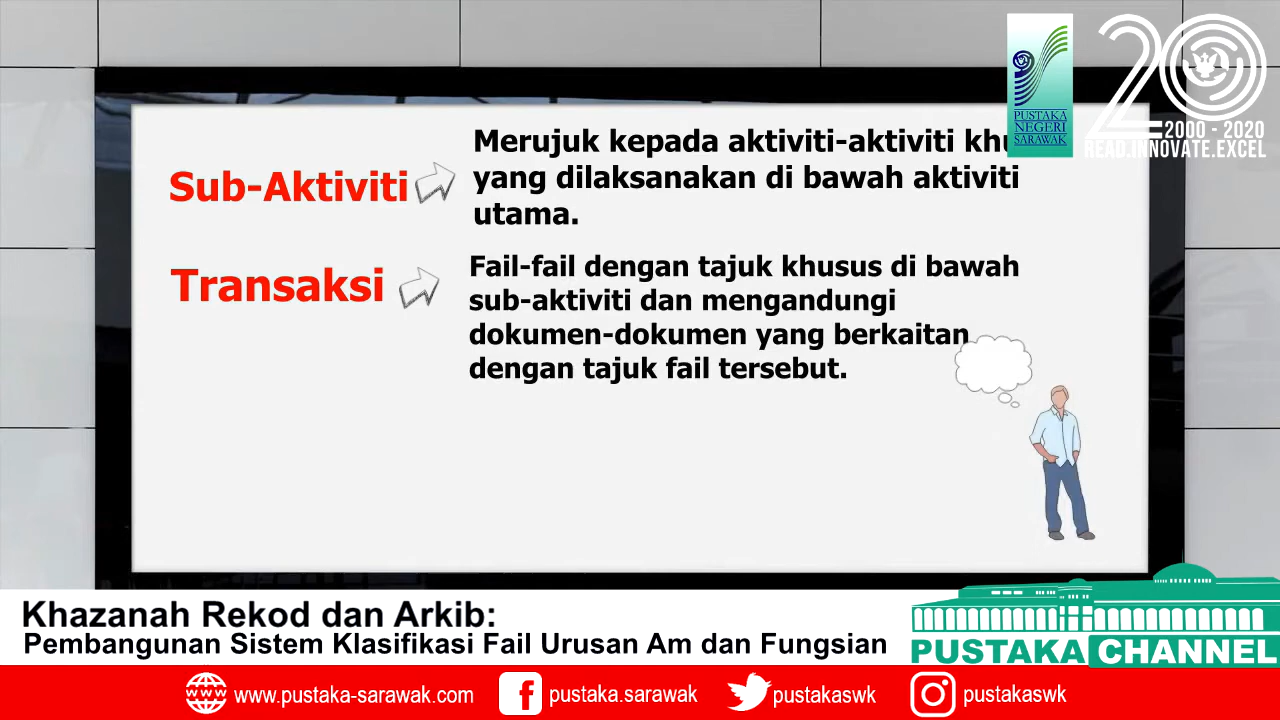 PUSTAKA
NEGERI
SARAWAK
20
2000 - 2020
READ.INNOVATE.EXCEL
Sub-Aktiviti
Merujuk kepada aktiviti-aktiviti
yang dilaksanakan di bawah aktiviti
utama.
Transaksi
Fail-fail dengan tajuk khusus di bawah
sub-aktiviti dan mengandungi
dokumen-dokumen yang berkaitan
dengan tajuk fail tersebut.
Khazanah Rekod dan Arkib:
Pembangunan Sistem Klasifikasi Fail Urusan Am dan Fungsian
PUSTAKA CHANNEL
www.pustaka-sarawak.com
pustaka.sarawak
pustakaswk
pustakaswk